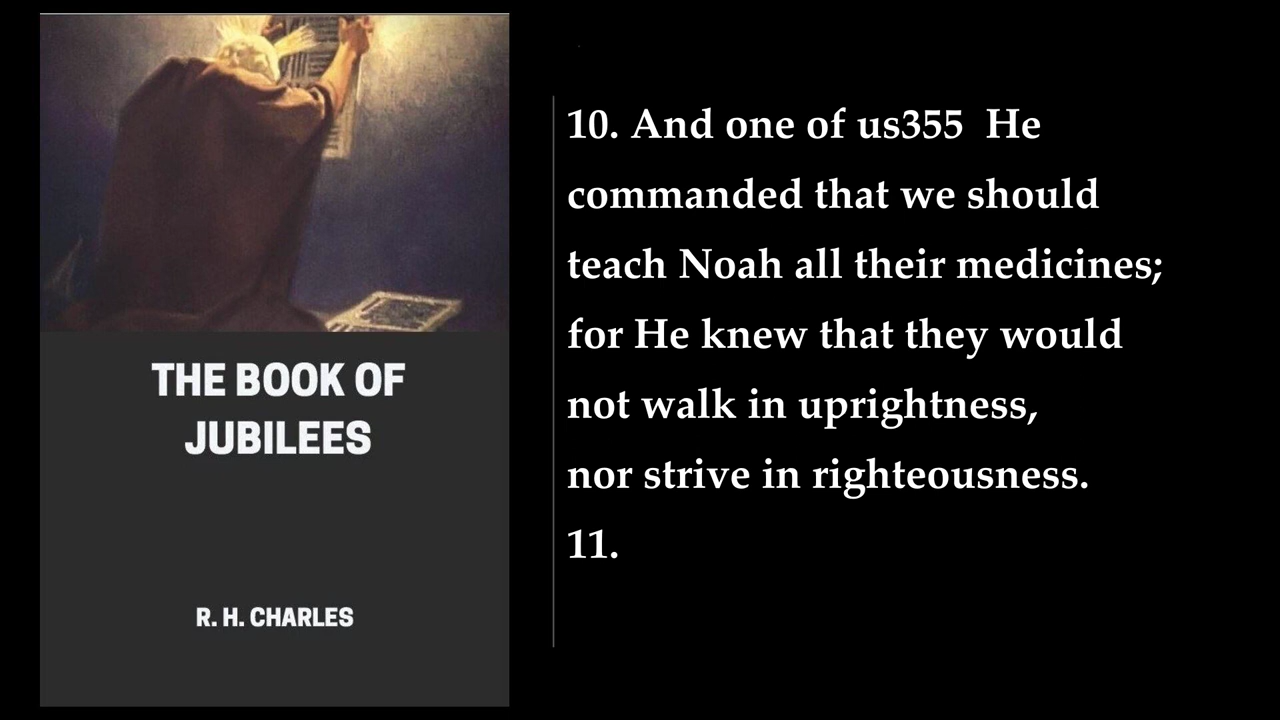 THE BOOK OF
JUBILEES
R. H. CHARLES
10. And one of us355  He
commanded that we should
teach Noah all their medicines;
for He knew that they would
not walk in uprightness,
nor strive in righteousness.
11.